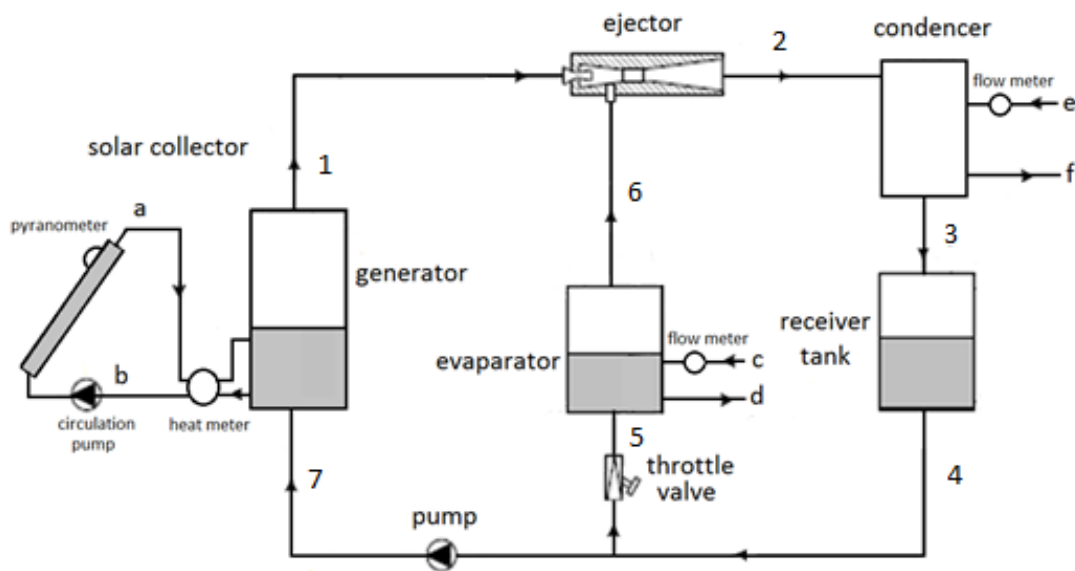 ejector
2
condencer
flow meter
e
f
solar collector
1
a
pyranometer
generator
6
3
receiver
tank
evaparator
flow meter
c
d
b
circulation
pump
heat meter
5
throttle
valve
4
7
pump